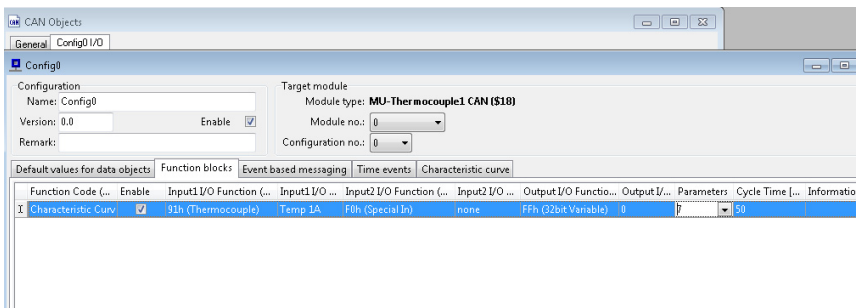 CAN Objects
General Config0 I/O
Config0
Configuration
Name: Config0
Version: 0.0 Enable
Remark:
Target module
Module type: MU-Thermocouple1 CAN ($18)
Module no.: 0
Configuration no.: 0
Default values for data objects Function blocks Event based messaging Time events Characteristic curve
Function Code (... Enable Input1 I/O Function (... Input1 I/O ... Input2 I/O Function (... Input2 I/O ... Output I/O Functio... Output I/... Parameters Cycle Time [... Informatio
Characteristic Curv 91h (Thermocouple) Temp 1A F0h (Special In) none FFh (32bit Variable) 0 7 50